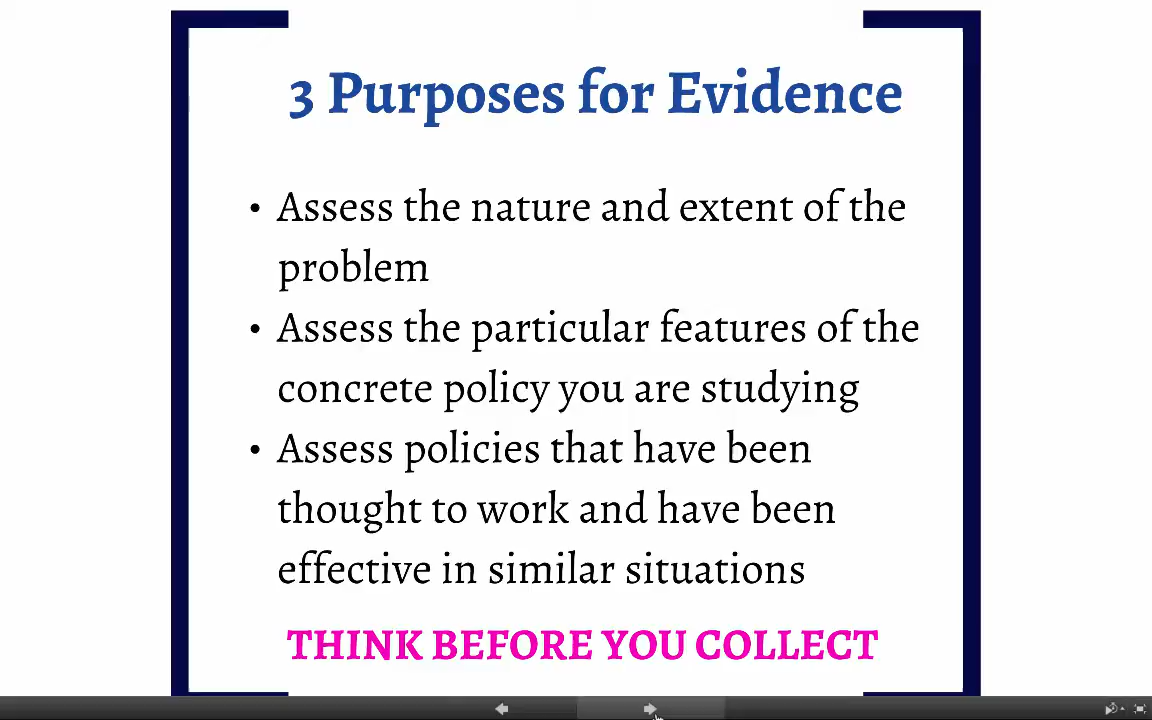 3 Purposes for Evidence
• Assess the nature and extent of the
problem
• Assess the particular features of the
concrete policy you are studying
• Assess policies that have been
thought to work and have been
effective in similar situations
THINK BEFORE YOU COLLECT